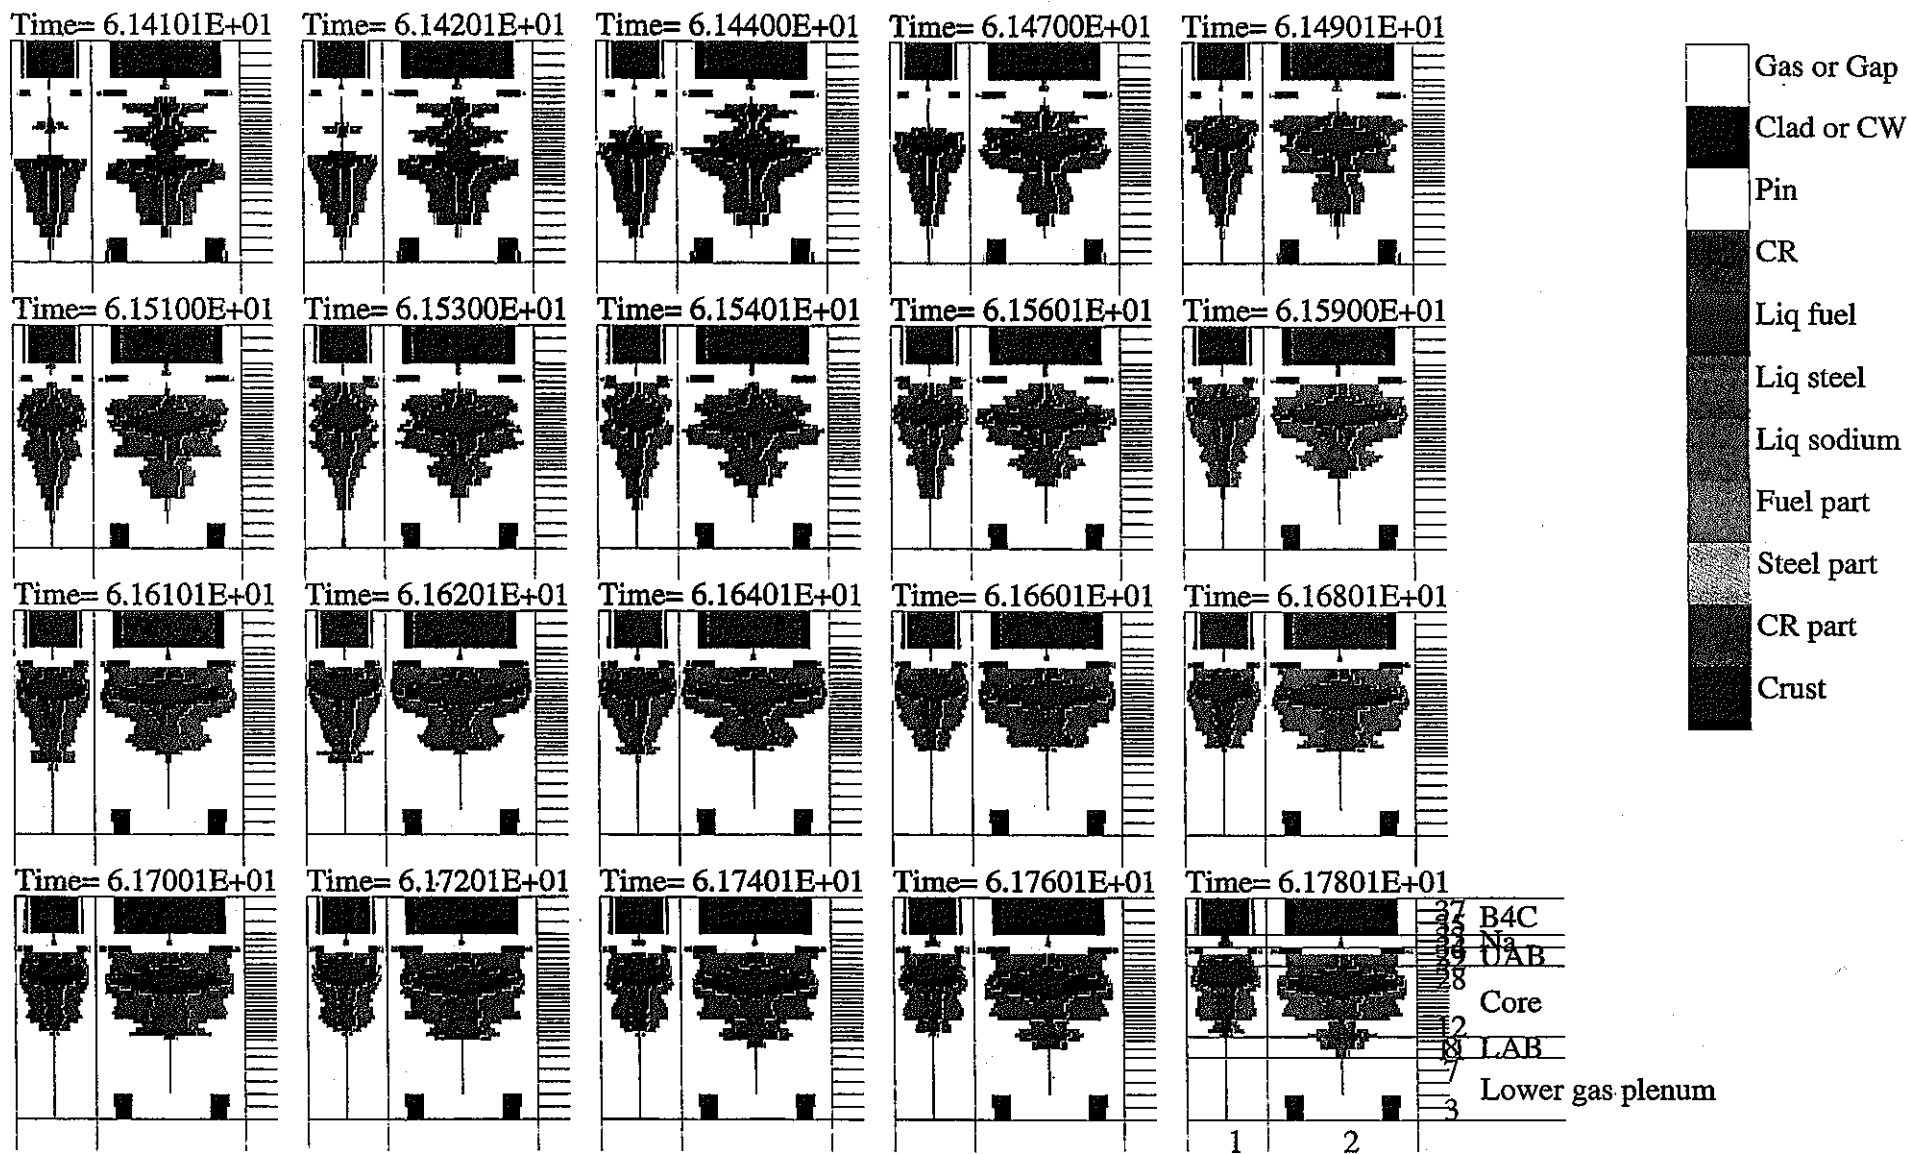 Time= 6.14101E+01
Time= 6.14201E+01
Time= 6.14400E+01
Time= 6.14700E+01
Time= 6.14901E+01
Gas or Gap
Clad or CW
Pin
CR
Liq fuel
Liq steel
Liq sodium
Fuel part
Steel part
CR part
Crust
Time= 6.15100E+01
Time= 6.15300E+01
Time= 6.15401E+01
Time= 6.15601E+01
Time= 6.15900E+01
Time= 6.16101E+01
Time= 6.16201E+01
Time= 6.16401E+01
Time= 6.16601E+01
Time= 6.16801E+01
Time= 6.17001E+01
Time= 6.17201E+01
Time= 6.17401E+01
Time= 6.17601E+01
Time= 6.17801E+01
37 B4C
Na
UAB
28
Core
12
LAB
7
Lower gas plenum
3
1 2